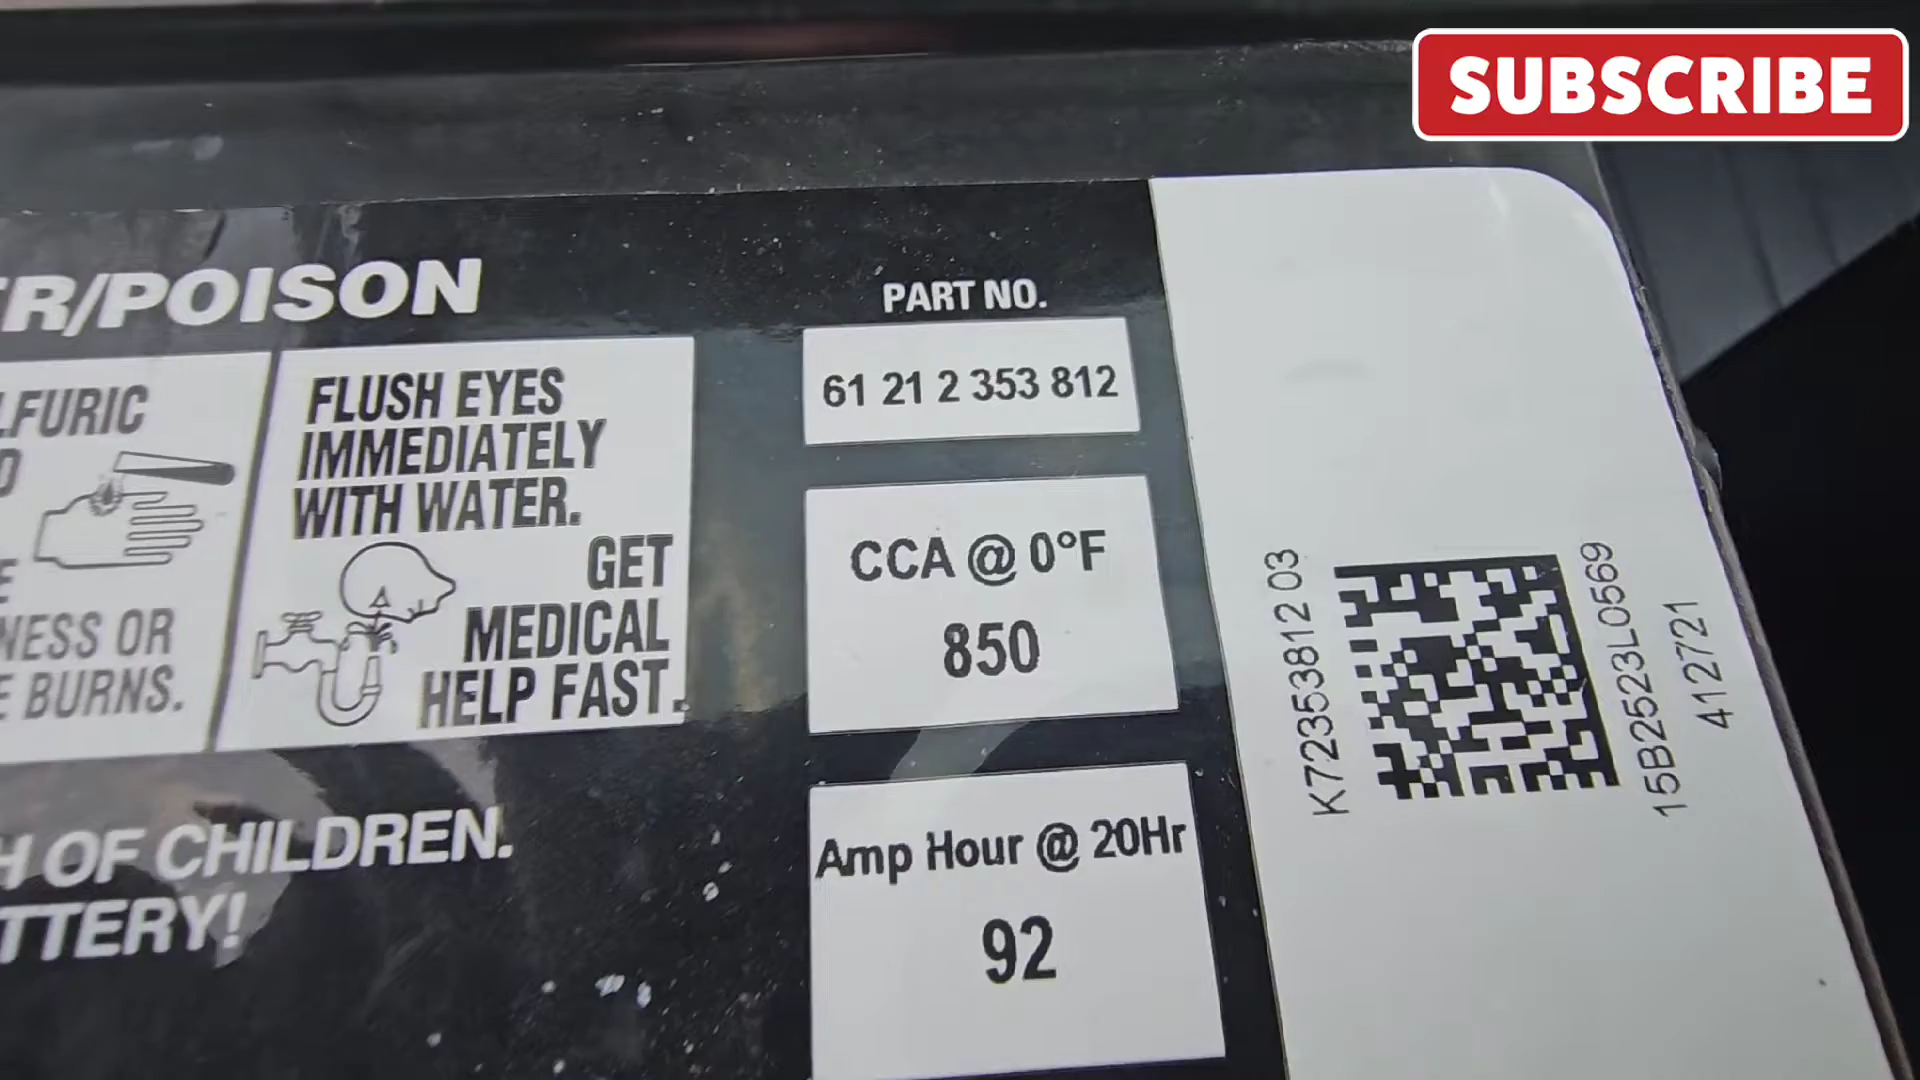 SUBSCRIBE
R/POISON
PART NO.
61 21 2 353 812
LFURIC
FLUSH EYES
IMMEDIATELY
WITH WATER.
GET
MEDICAL
HELP FAST.
NESS OR
E BURNS.
CCA @ 0°F
850
Amp Hour @ 20Hr
92
H OF CHILDREN.
TTERY!
K72353812 03
15B2523L0569
412721